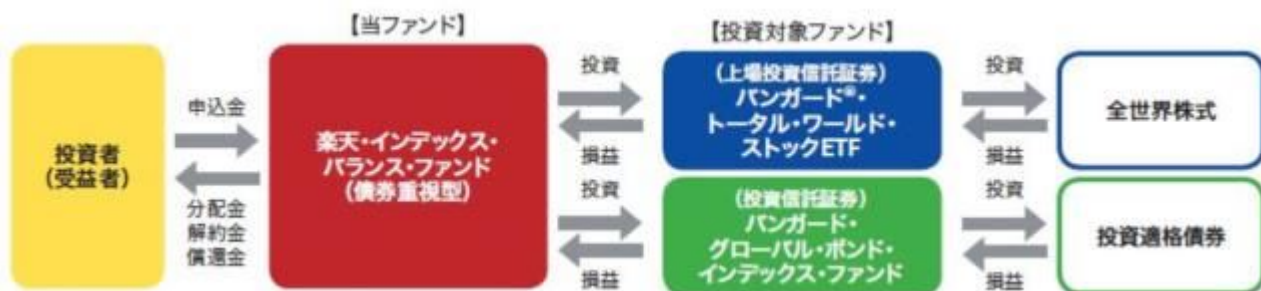 【当ファンド】
【投資対象ファンド】
投資者
(受益者)
申込金
分配金
解約金
償還金
楽天・インデックス・
バランス・ファンド
(債券重視型)
投資
損益
投資
損益
(上場投資信託証券)
バンガード®・
トータル・ワールド・
ストックETF
(投資信託証券)
バンガード・
グローバル・ボンド・
インデックス・ファンド
投資
損益
投資
損益
全世界株式
投資適格債券